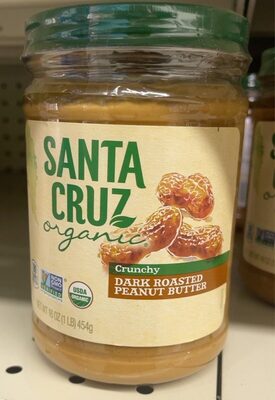 SANTA
CRUZ
organic
Crunchy
DARK ROASTED
PEANUT BUTTER
USDA
ORGANIC
NET WT 16 OZ (1 LB) 454g